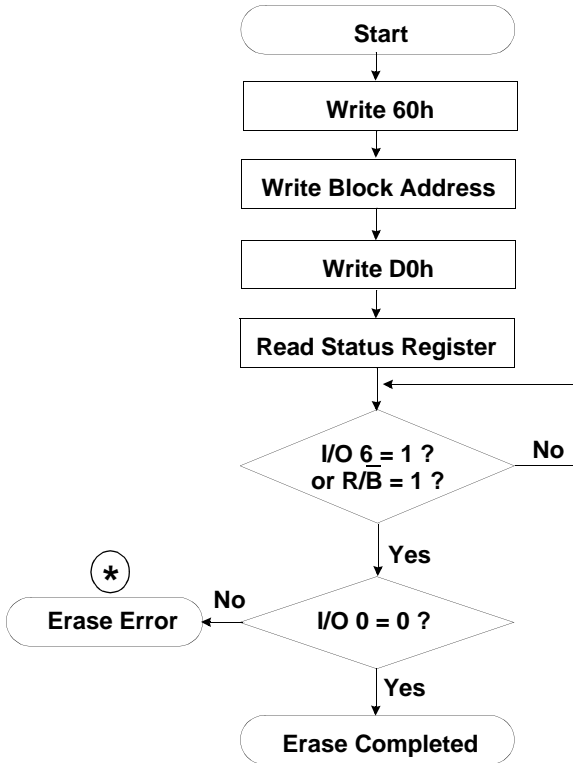 Start
Write 60h
Write Block Address
Write D0h
Read Status Register
I/O 6 = 1 ?
or R/B̅ = 1 ?
No
Yes
*
No
Erase Error
I/O 0 = 0 ?
Yes
Erase Completed